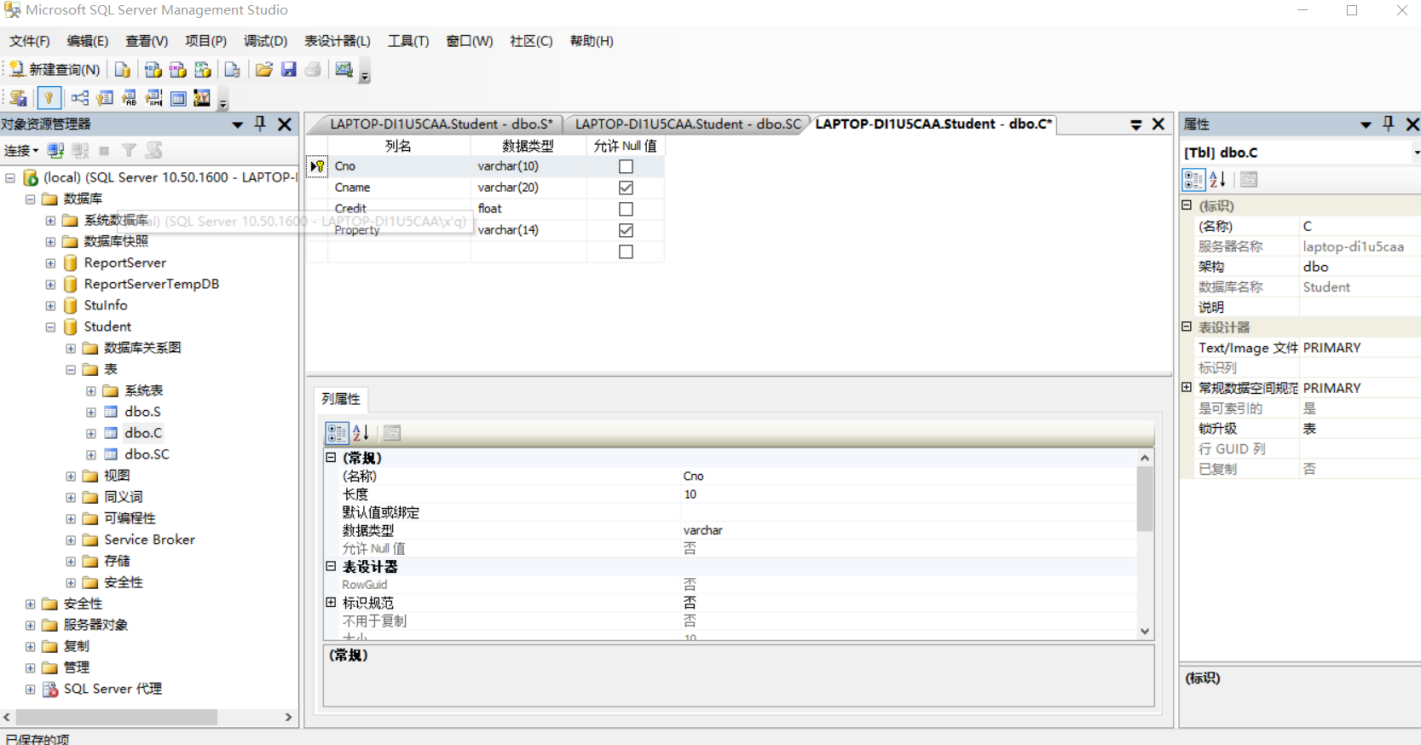 Microsoft SQL Server Management Studio
文件(F) 编辑(E) 查看(V) 项目(P) 调试(D) 表设计器(L) 工具(T) 窗口(W) 社区(C) 帮助(H)
新建查询(N)
对象资源管理器
连接
(local) (SQL Server 10.50.1600 - LAPTOP-
数据库
系统数据库
(SQL Server 10.50.1600 - LAPTOP-DI1U5CAA\x'q)
数据库快照
ReportServer
ReportServerTempDB
StuInfo
Student
数据库关系图
表
系统表
dbo.S
dbo.C
dbo.SC
视图
同义词
可编程性
Service Broker
存储
安全性
安全性
服务器对象
复制
管理
SQL Server 代理
已保存的项
LAPTOP-DI1U5CAA.Student - dbo.S* LAPTOP-DI1U5CAA.Student - dbo.SC LAPTOP-DI1U5CAA.Student - dbo.C*
列名 数据类型 允许 Null 值
Cno varchar(10)
Cname varchar(20)
Credit float
Property varchar(14)
列属性
(常规)
(名称) Cno
长度 10
默认值或绑定
数据类型 varchar
允许 Null 值 否
表设计器
RowGuid 否
标识规范 否
不用于复制 否
大小 10
(常规)
属性
[Tbl] dbo.C
(标识)
(名称) C
服务器名称 laptop-di1u5caa
架构 dbo
数据库名称 Student
说明
表设计器
Text/Image 文件 PRIMARY
标识列
常规数据空间规范 PRIMARY
是可索引的 是
锁升级 表
行 GUID 列
已复制 否
(标识)